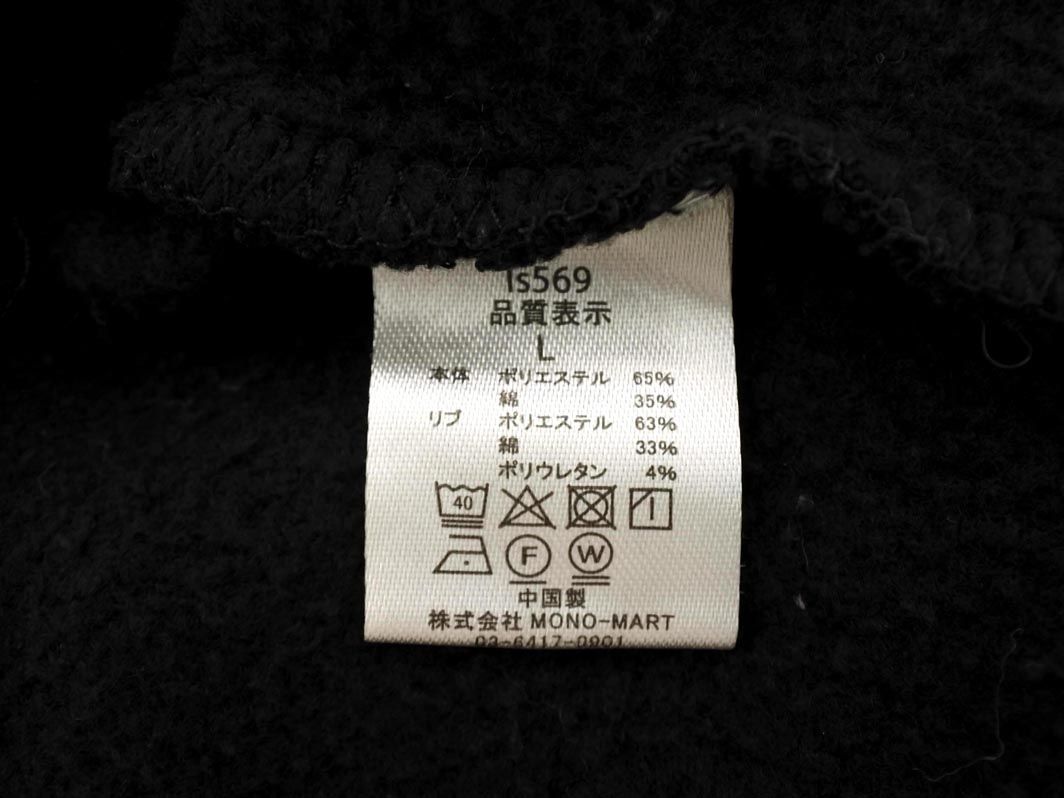 ls569
品質表示
L
本体 ポリエステル 65%
綿 35%
リブ ポリエステル 63%
綿 33%
ポリウレタン 4%
40
F W
中国製
株式会社 MONO-MART
03-6417-0901